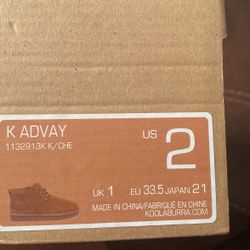 K ADVAY
1132913K K/CHE
US 2
UK 1 EU 33.5 JAPAN 21
MADE IN CHINA/FABRIQUÉ EN CHINE
KOOLABURRA.COM